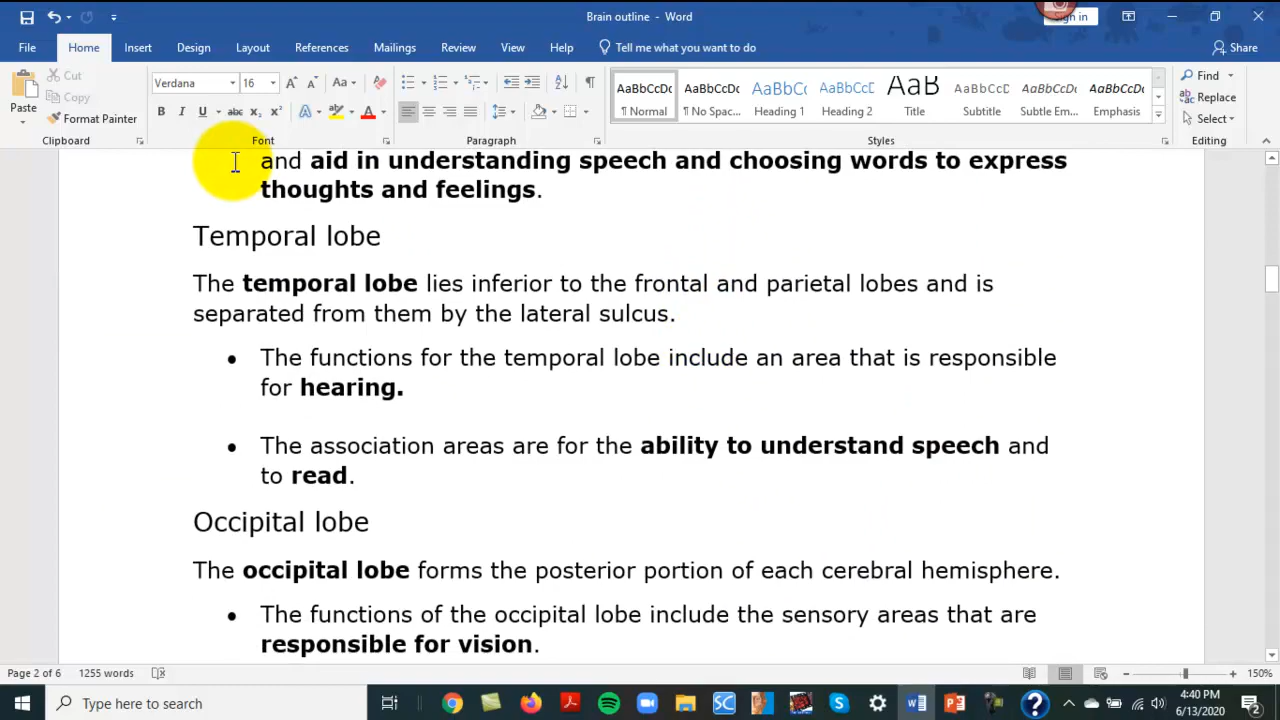 Brain outline - Word
Sign in
File Home Insert Design Layout References Mailings Review View Help Tell me what you want to do Share
Paste Cut Copy Format Painter
Verdana 16
AaBbCcDc AaBbCcDc AaBbCc AaBbCcE AaB AaBbCcD AaBbCcDc AaBbCcDc
¶ Normal ¶ No Spac... Heading 1 Heading 2 Title Subtitle Subtle Em... Emphasis
Find Replace Select
Clipboard Font Paragraph Styles Editing
and aid in understanding speech and choosing words to express
thoughts and feelings.
Temporal lobe
The temporal lobe lies inferior to the frontal and parietal lobes and is
separated from them by the lateral sulcus.
• The functions for the temporal lobe include an area that is responsible
for hearing.
• The association areas are for the ability to understand speech and
to read.
Occipital lobe
The occipital lobe forms the posterior portion of each cerebral hemisphere.
• The functions of the occipital lobe include the sensory areas that are
responsible for vision.
Page 2 of 6 1255 words 150%
Type here to search
4:40 PM
6/13/2020